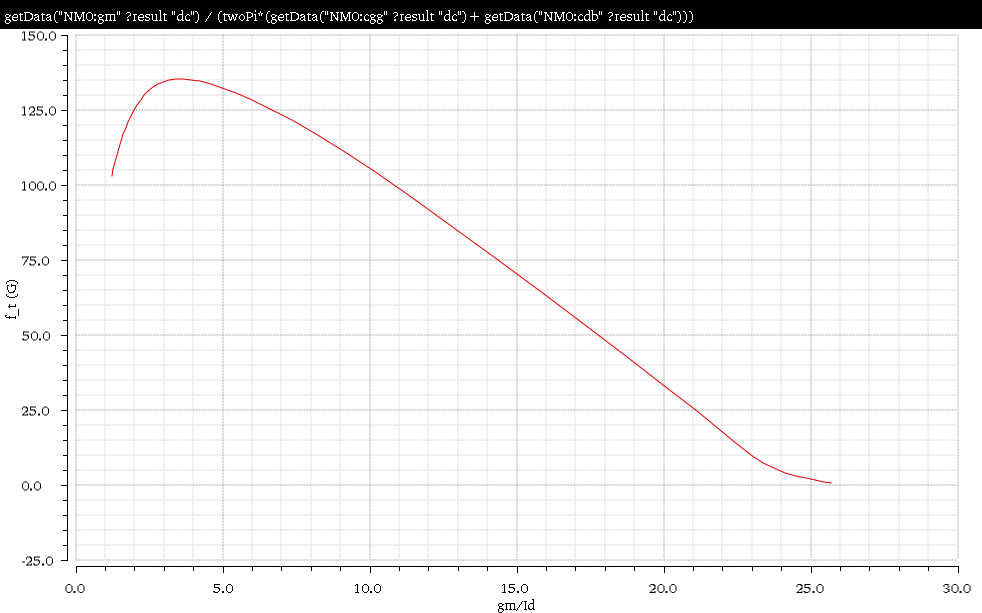 getData("NM0:gm" ?result "dc") / (twoPi*(getData("NM0:cgg" ?result "dc") + getData("NM0:cdb" ?result "dc")))
150.0
125.0
100.0
75.0
50.0
25.0
0.0
-25.0
f_t (G)
0.0 5.0 10.0 15.0 20.0 25.0 30.0
gm/Id